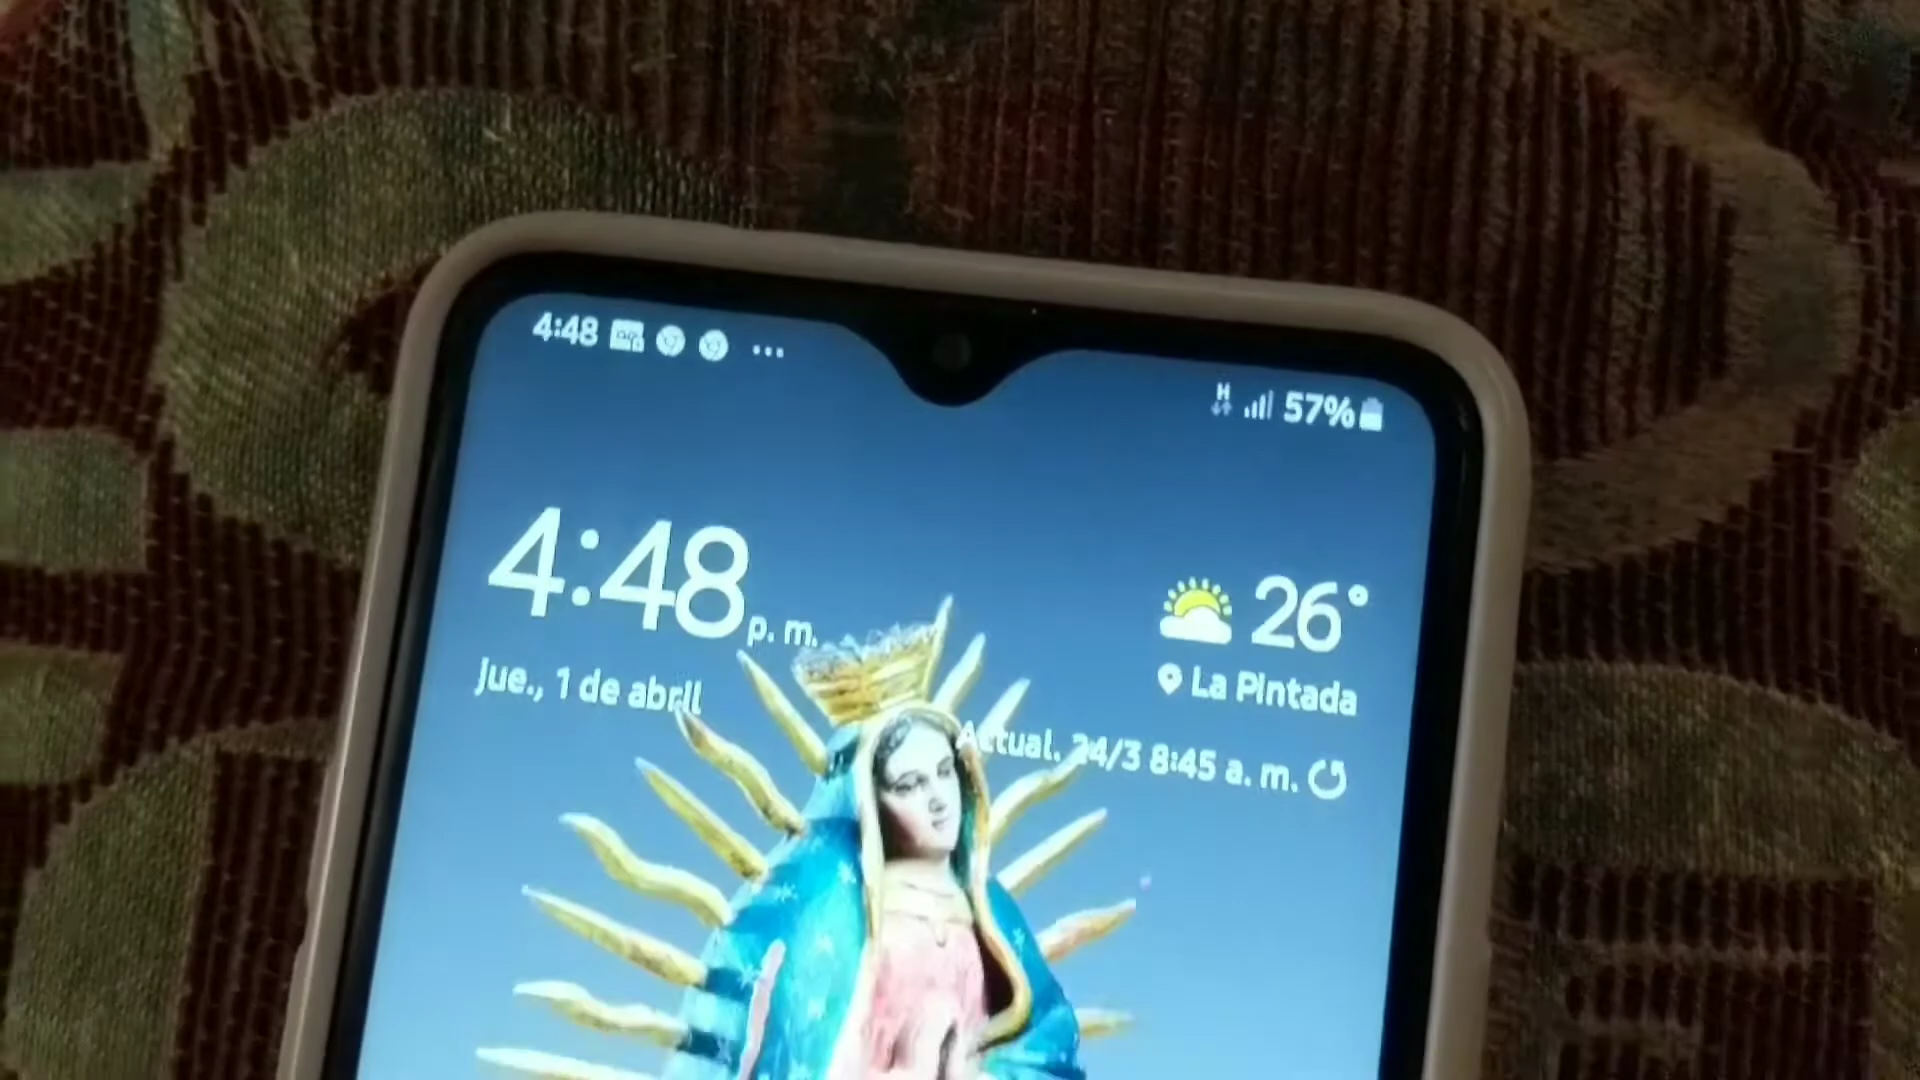 4:48 ...
H 57%
4:48 p. m.
jue., 1 de abril
26°
La Pintada
Actual. 24/3 8:45 a. m.